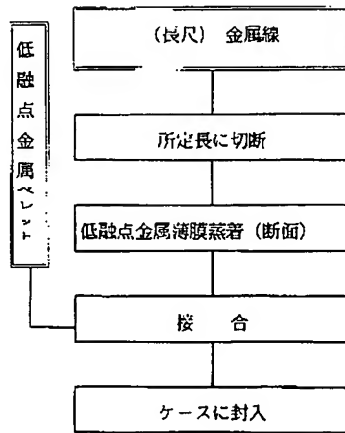 低融点金属ペレット
(長尺) 金属線
所定長に切断
低融点金属薄膜蒸着 (断面)
接 合
ケースに封入